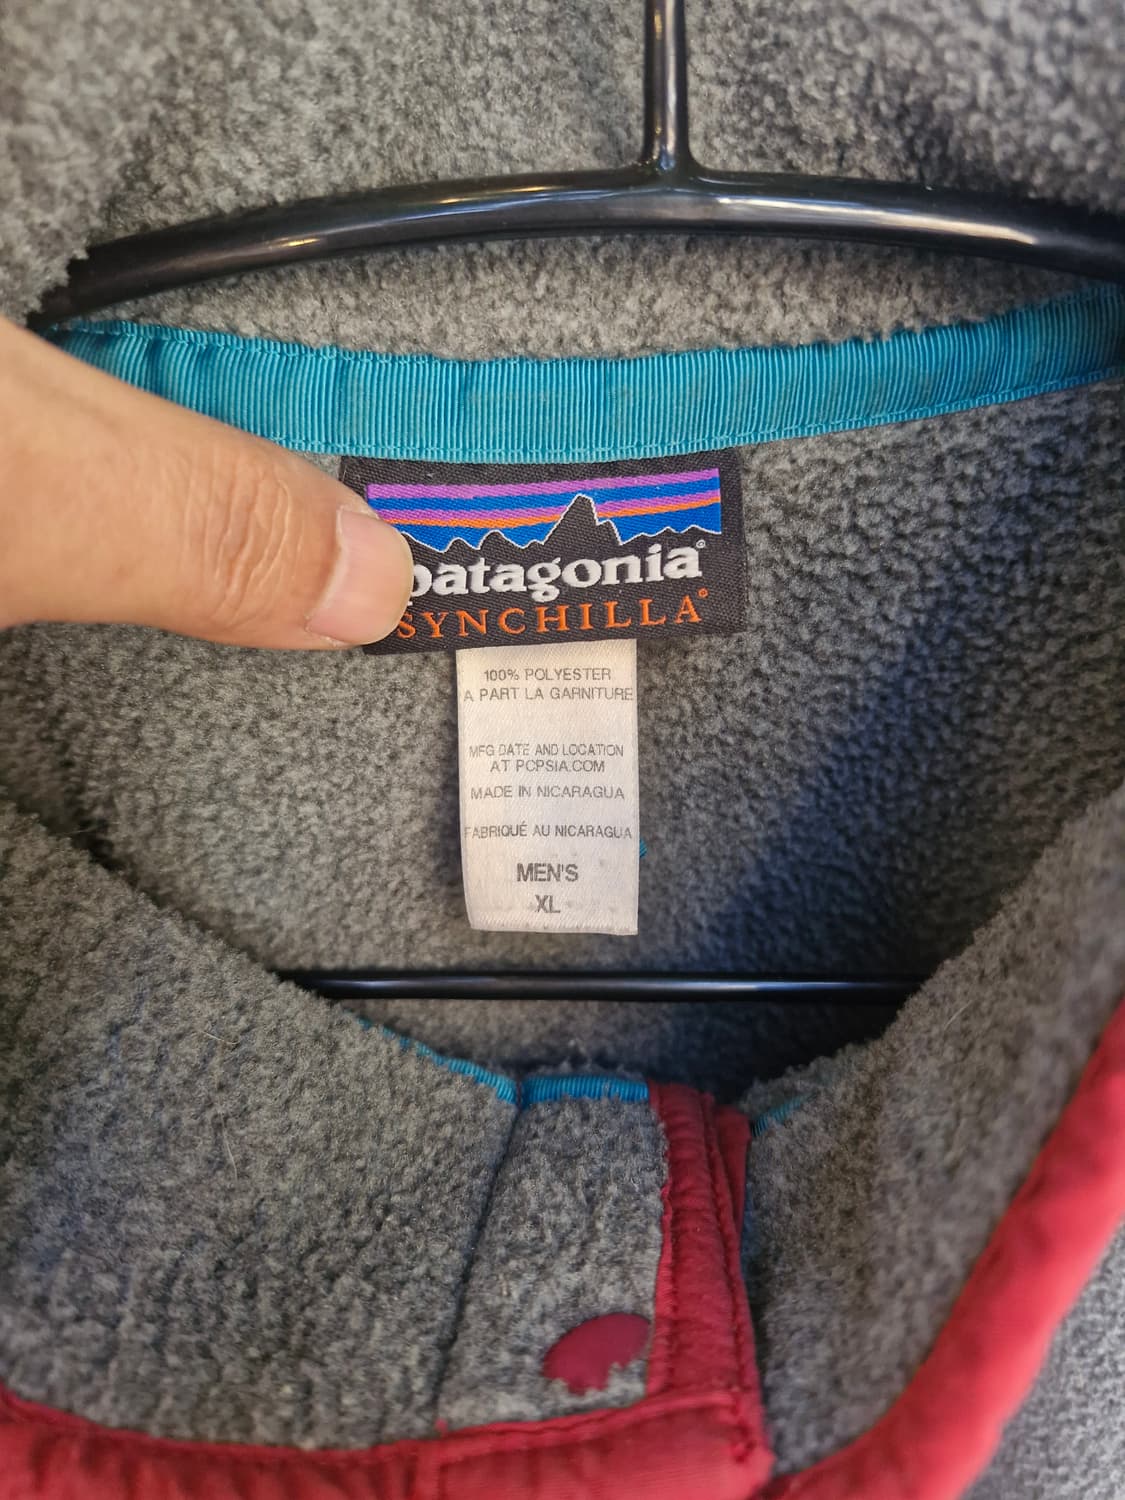 patagonia®
SYNCHILLA®
100% POLYESTER
A PART LA GARNITURE
MFG DATE AND LOCATION
AT PCPSIA.COM
MADE IN NICARAGUA
FABRIQUÉ AU NICARAGUA
MEN'S
XL